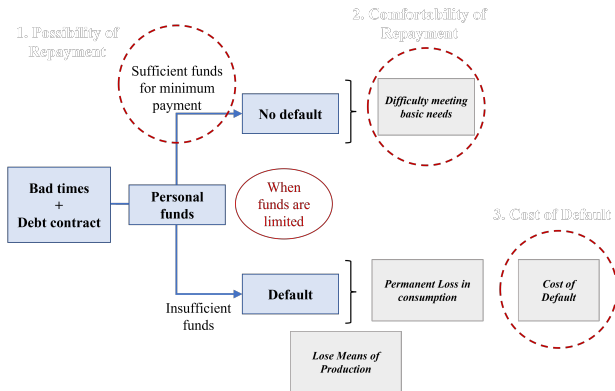 1. Possibility of
Repayment
2. Comfortability of
Repayment
Sufficient funds
for minimum
payment
No default
Difficulty meeting
basic needs
Bad times
+
Debt contract
Personal
funds
When
funds are
limited
3. Cost of Default
Insufficient
funds
Default
Permanent Loss in
consumption
Cost of
Default
Lose Means of
Production